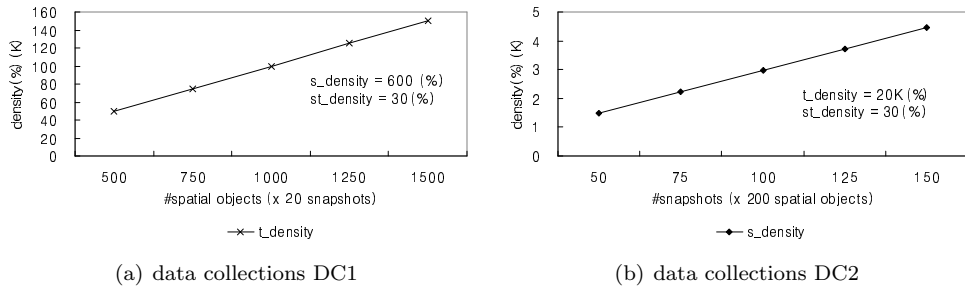 160
140
120
100
80
60
40
20
0
density(%) (K)
s_density = 600 (%)
st_density = 30 (%)
500 750 1000 1250 1500
#spatial objects (x 20 snapshots)
t_density
(a) data collections DC1
5
4
3
2
1
0
density(%) (K)
t_density = 20K (%)
st_density = 30 (%)
50 75 100 125 150
#snapshots (x 200 spatial objects)
s_density
(b) data collections DC2